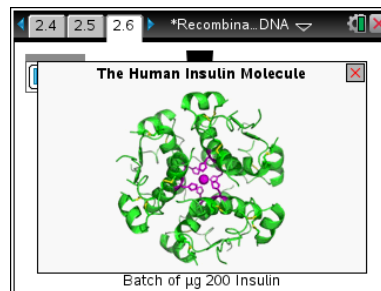 2.4 2.5 2.6 *Recombina...DNA
The Human Insulin Molecule
Batch of µg 200 Insulin